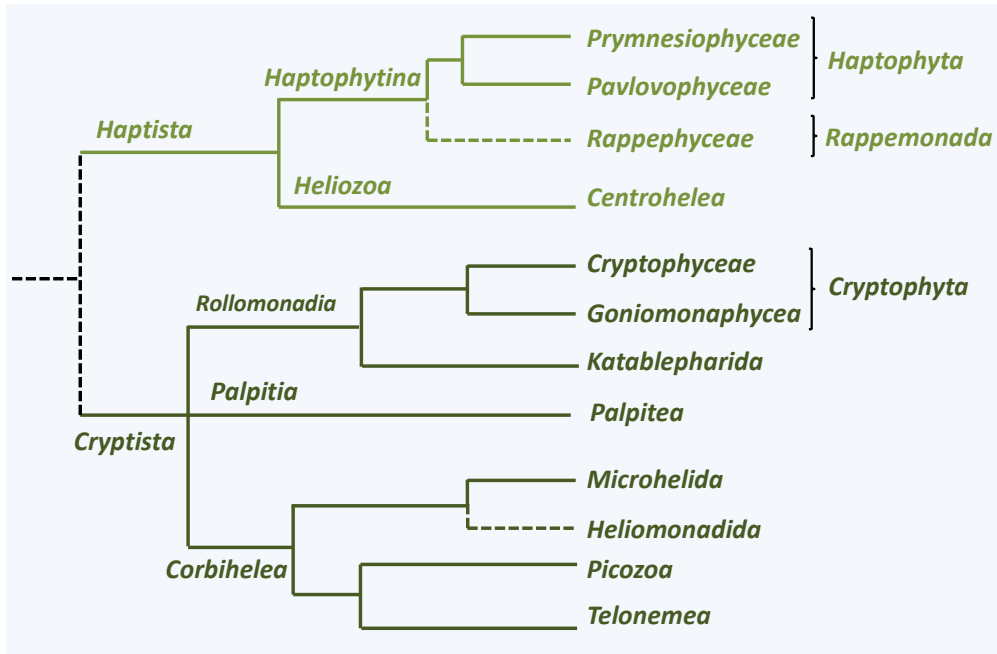 Prymnesiophyceae
Haptophyta
Haptophytina
Pavlovophyceae
Haptista
Rappephyceae
Rappemonada
Heliozoa
Centrohelea
Cryptophyceae
Cryptophyta
Rollomonadia
Goniomonaphycea
Katablepharida
Palpitia
Palpitea
Cryptista
Microhelida
Heliomonadida
Corbihelea
Picozoa
Telonemea